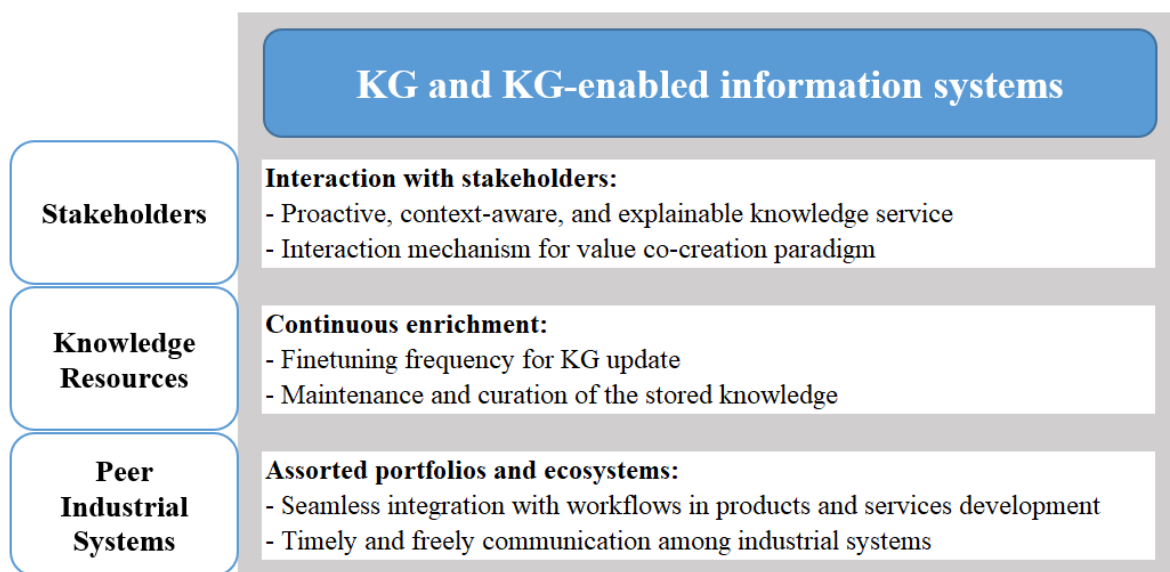 KG and KG-enabled information systems
Stakeholders
Interaction with stakeholders:
- Proactive, context-aware, and explainable knowledge service
- Interaction mechanism for value co-creation paradigm
Knowledge
Resources
Continuous enrichment:
- Finetuning frequency for KG update
- Maintenance and curation of the stored knowledge
Peer
Industrial
Systems
Assorted portfolios and ecosystems:
- Seamless integration with workflows in products and services development
- Timely and freely communication among industrial systems